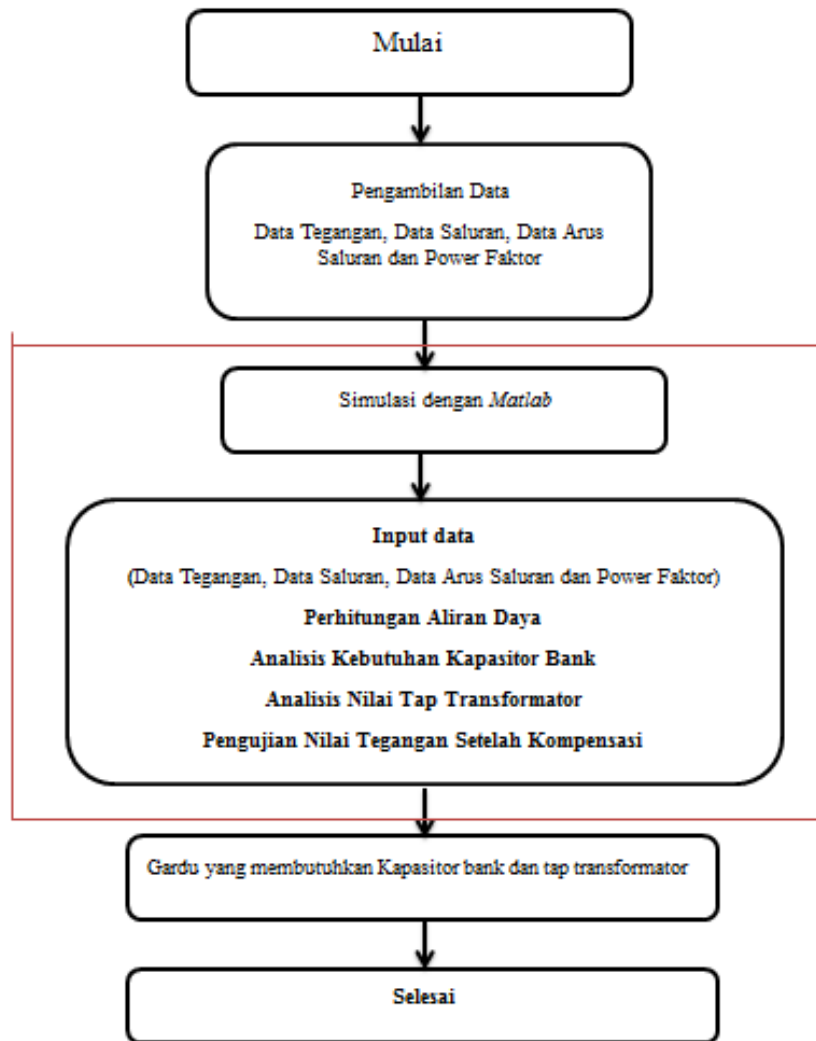 Mulai
Pengambilan Data
Data Tegangan, Data Saluran, Data Arus
Saluran dan Power Faktor
Simulasi dengan Matlab
Input data
(Data Tegangan, Data Saluran, Data Arus Saluran dan Power Faktor)
Perhitungan Aliran Daya
Analisis Kebutuhan Kapasitor Bank
Analisis Nilai Tap Transformator
Pengujian Nilai Tegangan Setelah Kompensasi
Gardu yang membutuhkan Kapasitor bank dan tap transformator
Selesai